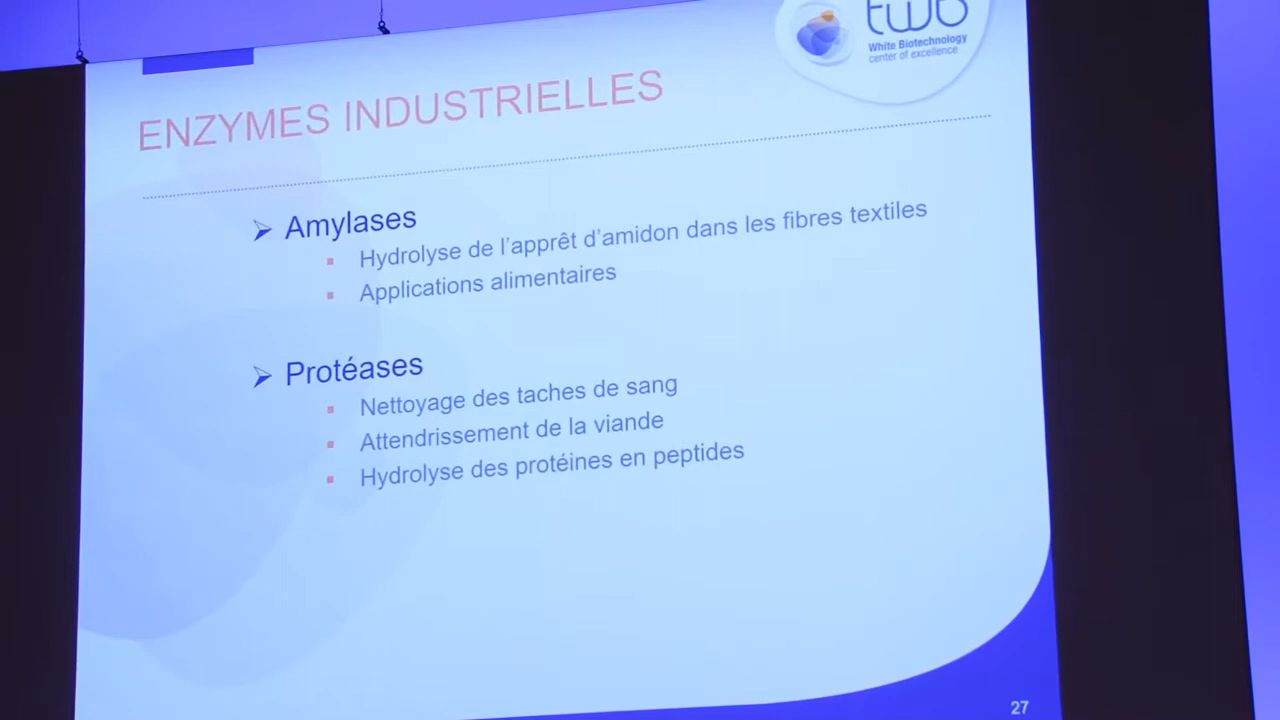 twb
White Biotechnology
center of excellence
ENZYMES INDUSTRIELLES
Amylases
Hydrolyse de l’apprêt d’amidon dans les fibres textiles
Applications alimentaires
Protéases
Nettoyage des taches de sang
Attendrissement de la viande
Hydrolyse des protéines en peptides
27